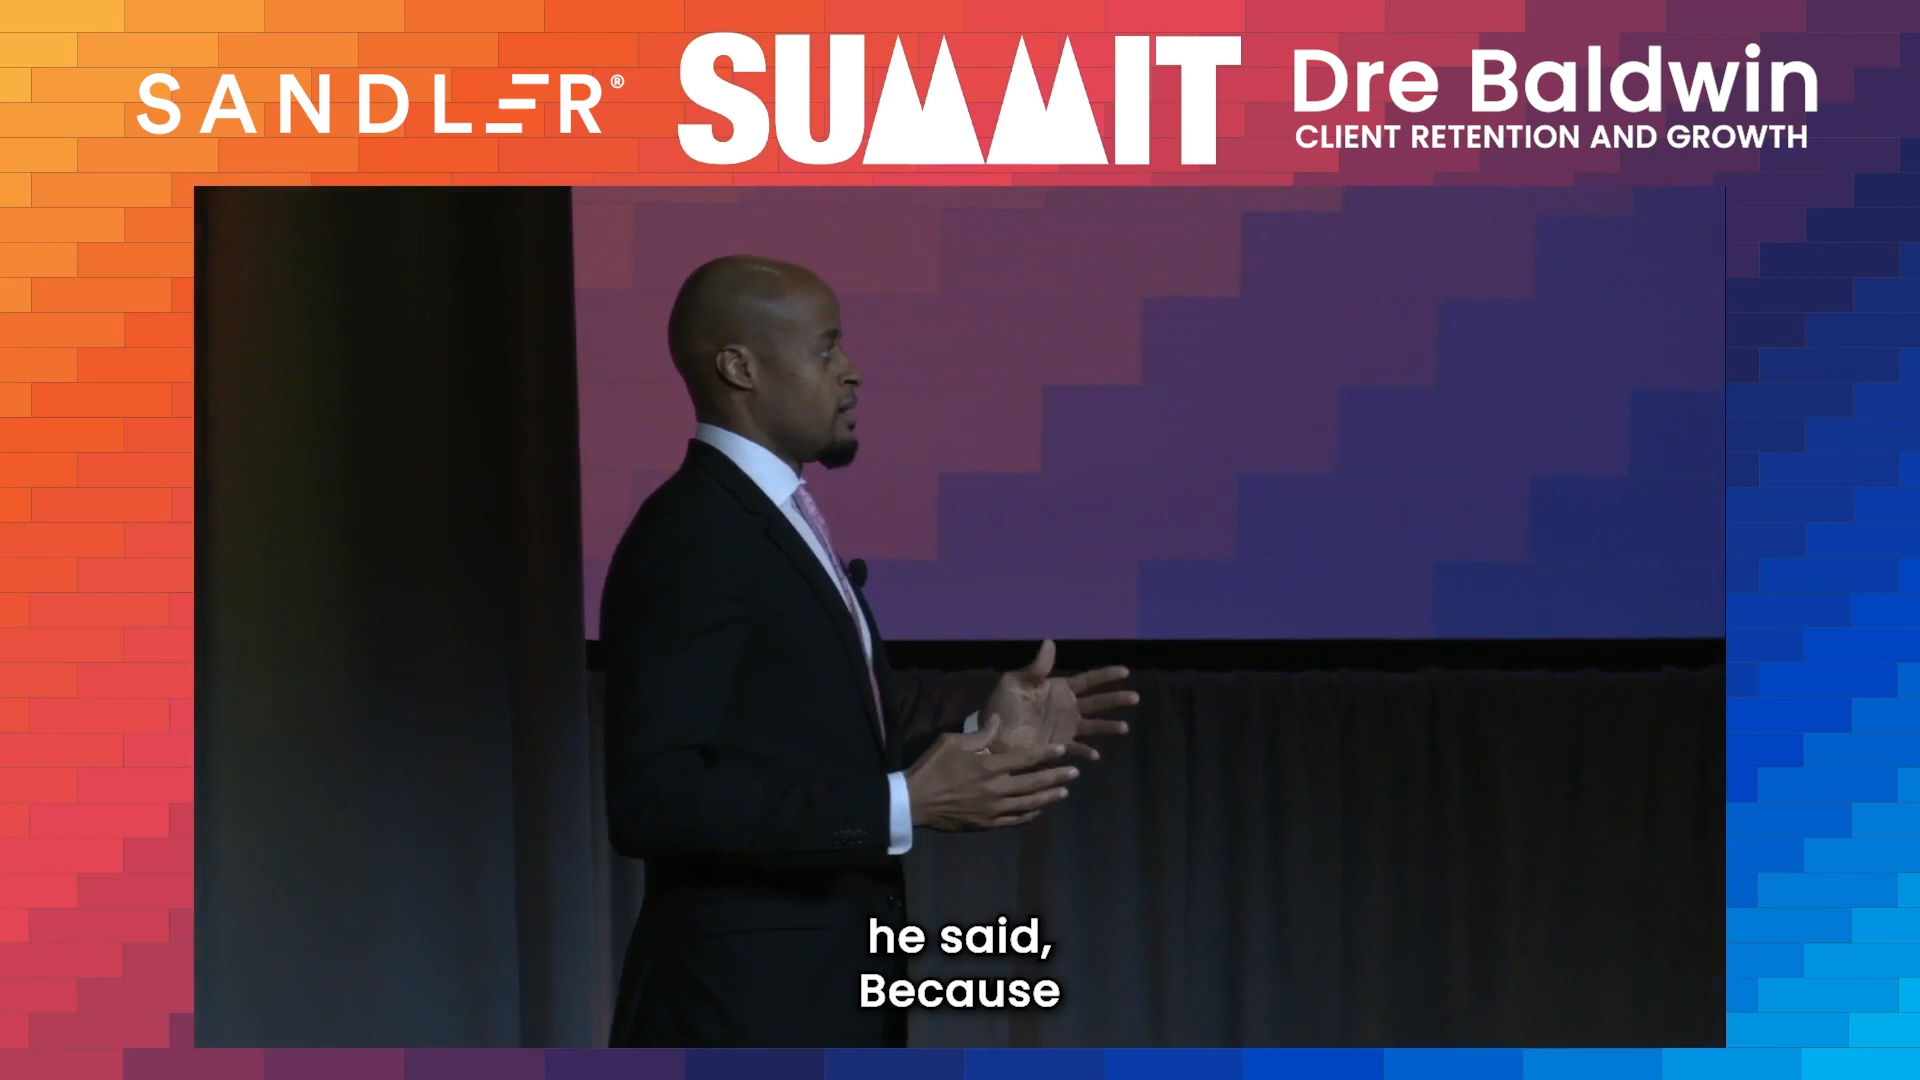 SANDLER®
SUMMIT
Dre Baldwin
CLIENT RETENTION AND GROWTH
he said,
Because